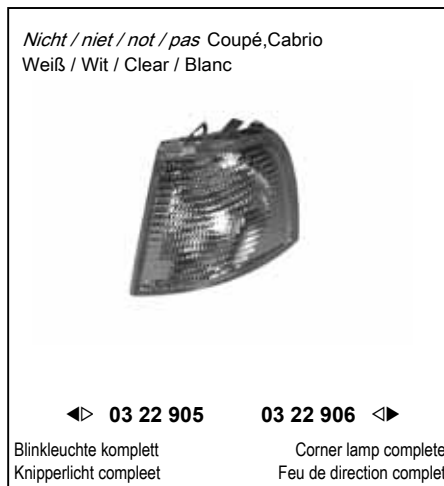 Nicht / niet / not / pas Coupé,Cabrio
Weiß / Wit / Clear / Blanc
◀▷ 03 22 905 03 22 906 ◁▶
Blinkleuchte komplett Corner lamp complete
Knipperlicht compleet Feu de direction complet